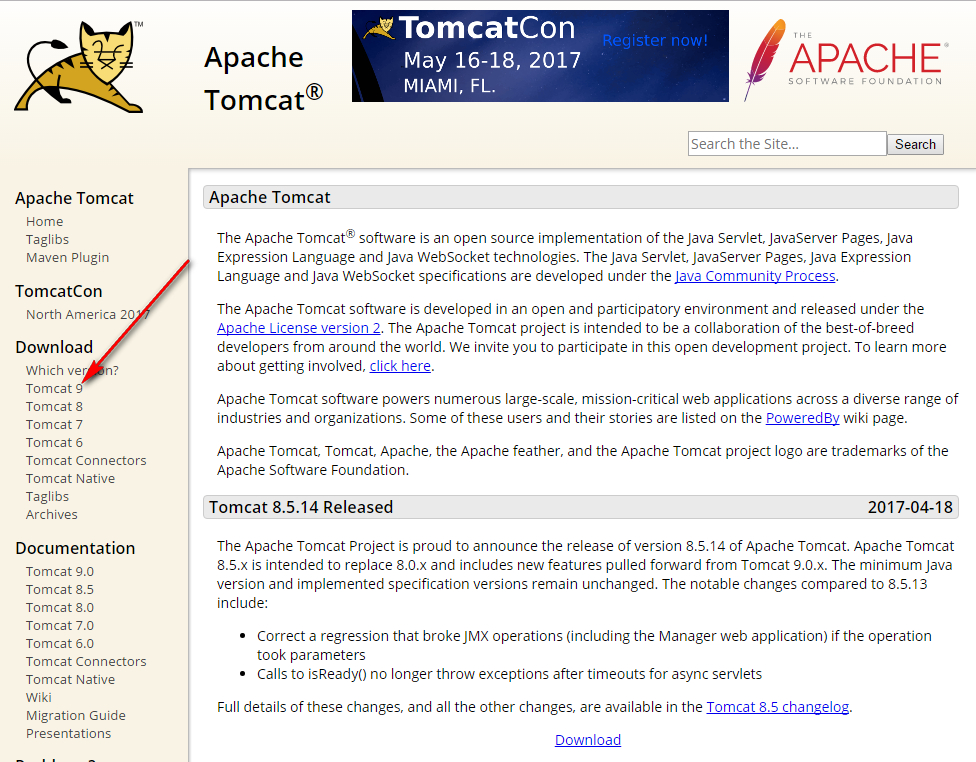 TM
Apache
Tomcat®
TomcatCon
Register now!
May 16-18, 2017
MIAMI, FL.
THE
APACHE®
SOFTWARE FOUNDATION
Search the Site...
Search
Apache Tomcat
Home
Taglibs
Maven Plugin
TomcatCon
North America 2017
Download
Which version?
Tomcat 9
Tomcat 8
Tomcat 7
Tomcat 6
Tomcat Connectors
Tomcat Native
Taglibs
Archives
Documentation
Tomcat 9.0
Tomcat 8.5
Tomcat 8.0
Tomcat 7.0
Tomcat 6.0
Tomcat Connectors
Tomcat Native
Wiki
Migration Guide
Presentations
Apache Tomcat
The Apache Tomcat® software is an open source implementation of the Java Servlet, JavaServer Pages, Java
Expression Language and Java WebSocket technologies. The Java Servlet, JavaServer Pages, Java Expression
Language and Java WebSocket specifications are developed under the Java Community Process.
The Apache Tomcat software is developed in an open and participatory environment and released under the
Apache License version 2. The Apache Tomcat project is intended to be a collaboration of the best-of-breed
developers from around the world. We invite you to participate in this open development project. To learn more
about getting involved, click here.
Apache Tomcat software powers numerous large-scale, mission-critical web applications across a diverse range of
industries and organizations. Some of these users and their stories are listed on the PoweredBy wiki page.
Apache Tomcat, Tomcat, Apache, the Apache feather, and the Apache Tomcat project logo are trademarks of the
Apache Software Foundation.
Tomcat 8.5.14 Released 2017-04-18
The Apache Tomcat Project is proud to announce the release of version 8.5.14 of Apache Tomcat. Apache Tomcat
8.5.x is intended to replace 8.0.x and includes new features pulled forward from Tomcat 9.0.x. The minimum Java
version and implemented specification versions remain unchanged. The notable changes compared to 8.5.13
include:
• Correct a regression that broke JMX operations (including the Manager web application) if the operation
took parameters
• Calls to isReady() no longer throw exceptions after timeouts for async servlets
Full details of these changes, and all the other changes, are available in the Tomcat 8.5 changelog.
Download